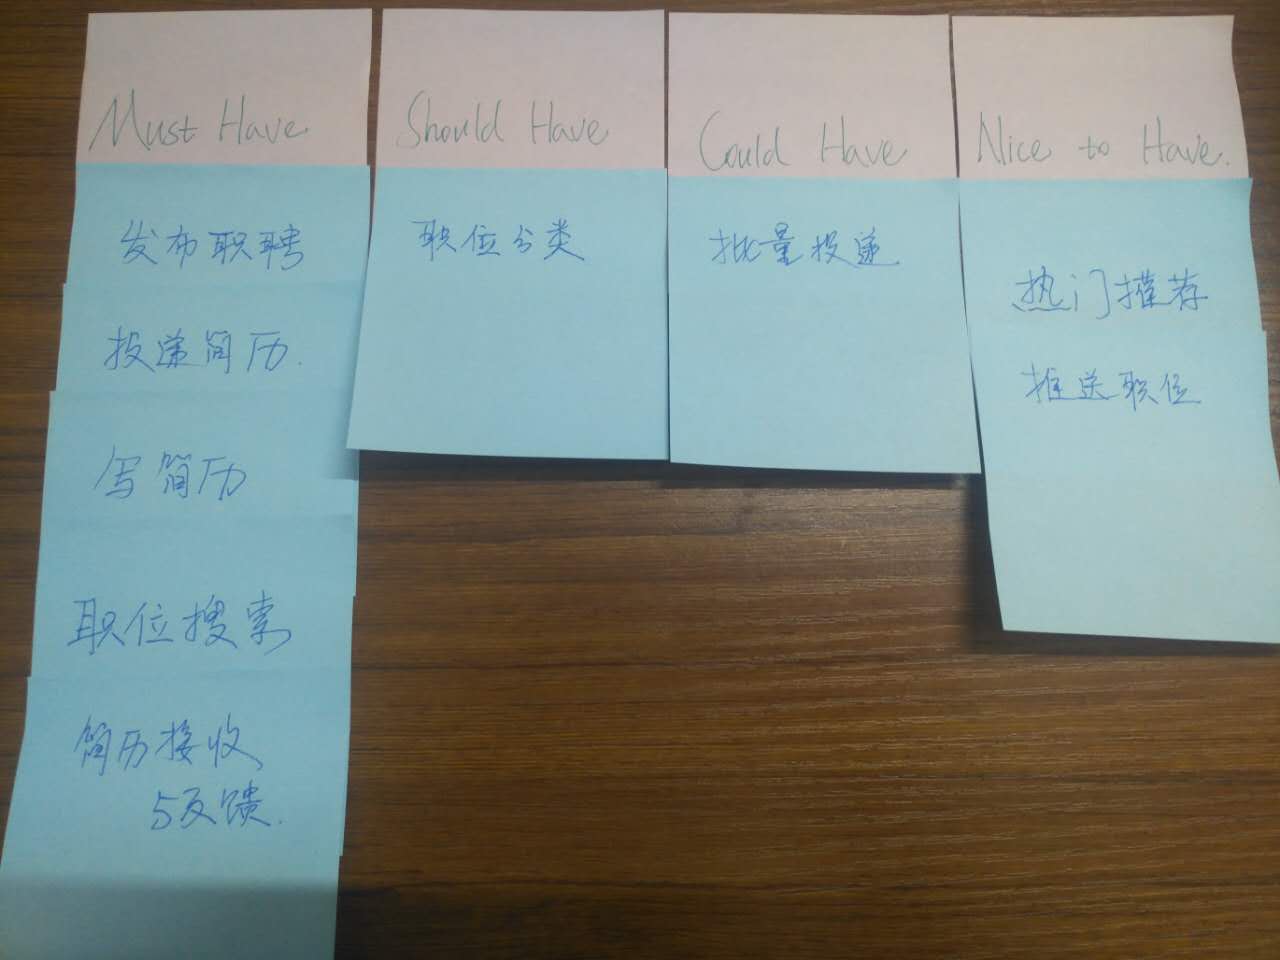 Must Have
发布职聘
投递简历.
写简历
职位搜索
简历接收
与反馈.
Should Have
职位分类
Could Have
批量投递
Nice to Have.
热门推荐
推送职位